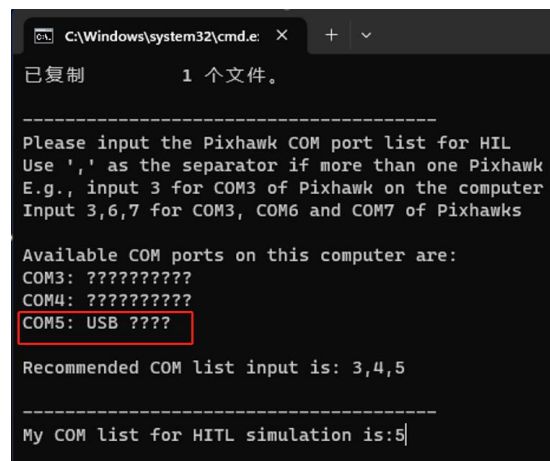 C:\Windows\system32\cmd.e:
已复制 1 个文件。
---------------------------------------
Please input the Pixhawk COM port list for HIL
Use ',' as the separator if more than one Pixhawk
E.g., input 3 for COM3 of Pixhawk on the computer
Input 3,6,7 for COM3, COM6 and COM7 of Pixhawks
Available COM ports on this computer are:
COM3: ??????????
COM4: ??????????
COM5: USB ????
Recommended COM list input is: 3,4,5
---------------------------------------
My COM list for HITL simulation is:5